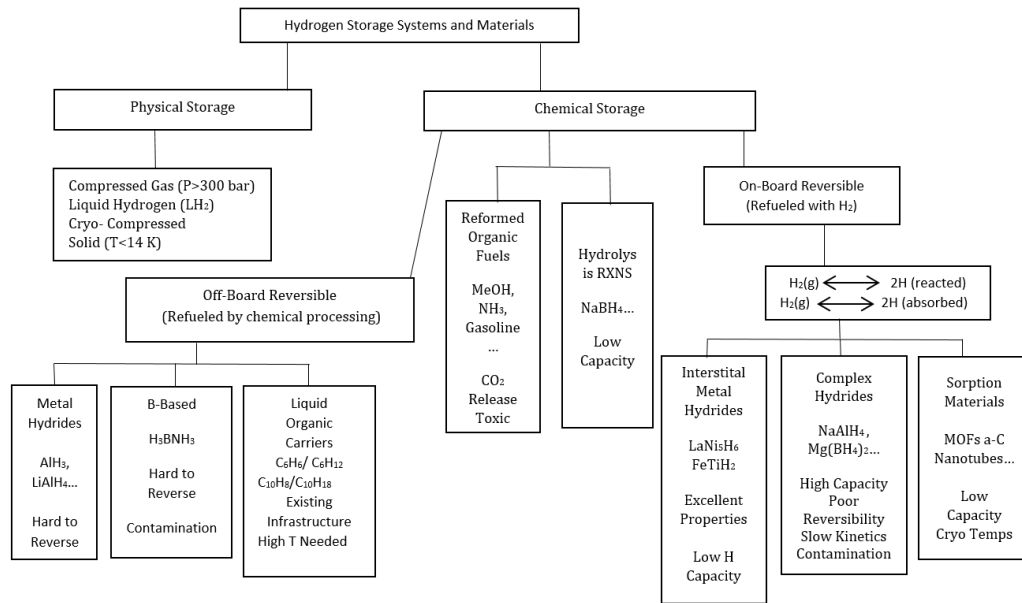 Hydrogen Storage Systems and Materials
Physical Storage
Chemical Storage
Compressed Gas (P>300 bar)
Liquid Hydrogen (LH₂)
Cryo- Compressed
Solid (T<14 K)
On-Board Reversible
(Refueled with H₂)
Reformed
Organic
Fuels
MeOH,
NH₃,
Gasoline
...
CO₂
Release
Toxic
Hydrolys
is RXNS
NaBH₄...
Low
Capacity
Off-Board Reversible
(Refueled by chemical processing)
H₂(g) ⟷ 2H (reacted)
H₂(g) ⟷ 2H (absorbed)
Metal
Hydrides
AlH₃,
LiAlH₄...
Hard to
Reverse
B-Based
H₃BNH₃
Hard to
Reverse
Contamination
Liquid
Organic
Carriers
C₆H₆/ C₆H₁₂
C₁₀H₈/C₁₀H₁₈
Existing
Infrastructure
High T Needed
Interstital
Metal
Hydrides
LaNi₅H₆
FeTiH₂
Excellent
Properties
Low H
Capacity
Complex
Hydrides
NaAlH₄,
Mg(BH₄)₂...
High Capacity
Poor
Reversibility
Slow Kinetics
Contamination
Sorption
Materials
MOFs a-C
Nanotubes...
Low
Capacity
Cryo Temps